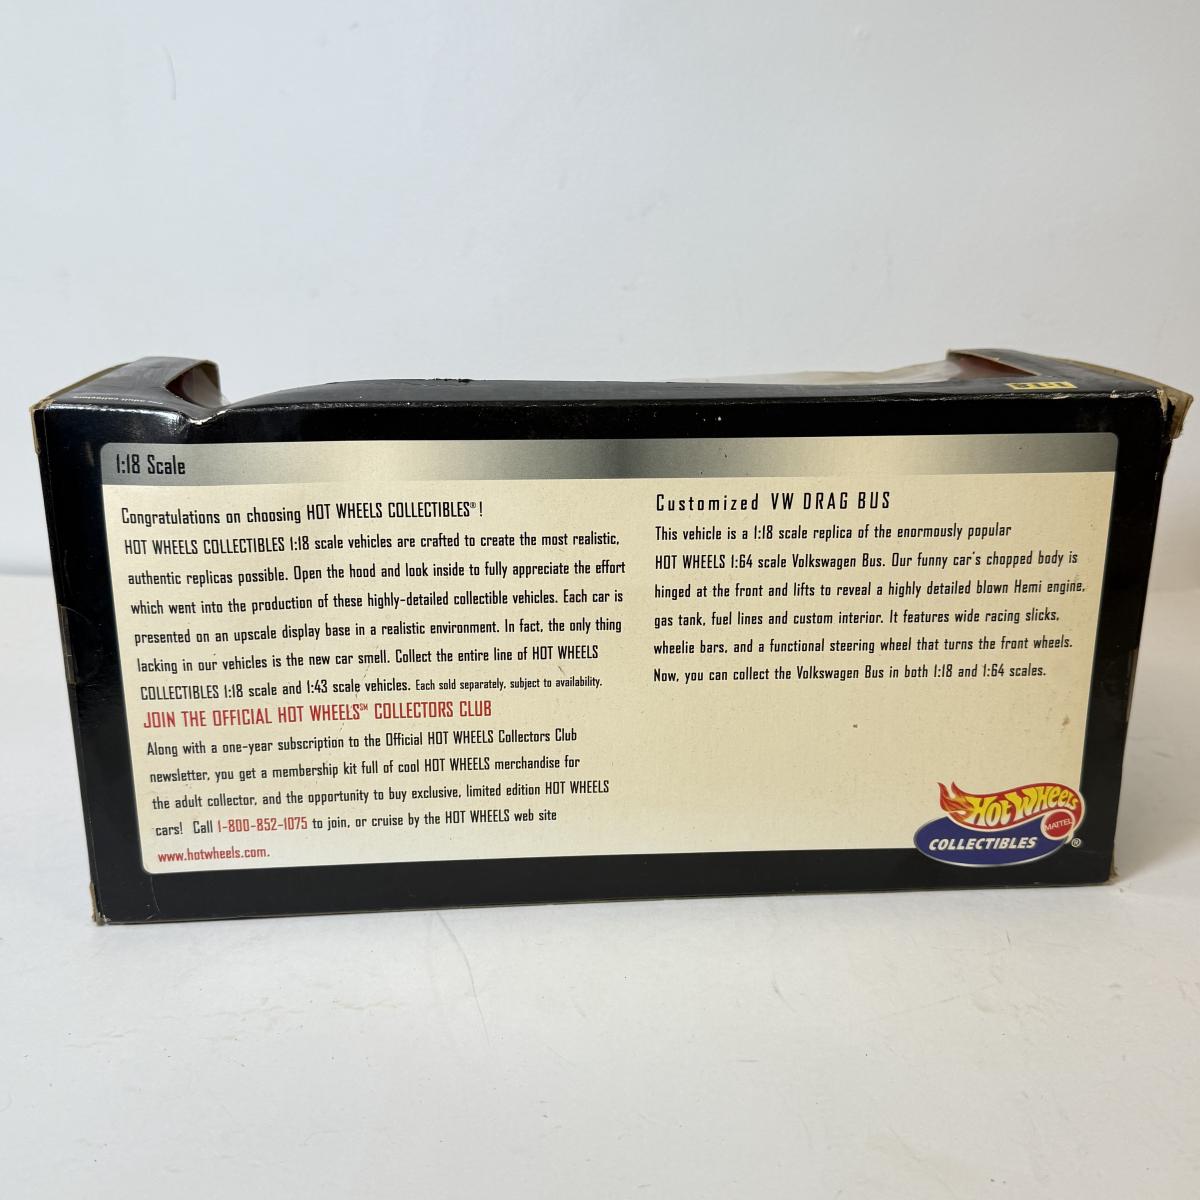 1:18 Scale
Congratulations on choosing HOT WHEELS COLLECTIBLES®!
HOT WHEELS COLLECTIBLES 1:18 scale vehicles are crafted to create the most realistic,
authentic replicas possible. Open the hood and look inside to fully appreciate the effort
which went into the production of these highly-detailed collectible vehicles. Each car is
presented on an upscale display base in a realistic environment. In fact, the only thing
lacking in our vehicles is the new car smell. Collect the entire line of HOT WHEELS
COLLECTIBLES 1:18 scale and 1:43 scale vehicles. Each sold separately, subject to availability.
JOIN THE OFFICIAL HOT WHEELS℠ COLLECTORS CLUB
Along with a one-year subscription to the Official HOT WHEELS Collectors Club
newsletter, you get a membership kit full of cool HOT WHEELS merchandise for
the adult collector, and the opportunity to buy exclusive, limited edition HOT WHEELS
cars! Call 1-800-852-1075 to join, or cruise by the HOT WHEELS web site
www.hotwheels.com.
Customized VW DRAG BUS
This vehicle is a 1:18 scale replica of the enormously popular
HOT WHEELS 1:64 scale Volkswagen Bus. Our funny car's chopped body is
hinged at the front and lifts to reveal a highly detailed blown Hemi engine,
gas tank, fuel lines and custom interior. It features wide racing slicks,
wheelie bars, and a functional steering wheel that turns the front wheels.
Now, you can collect the Volkswagen Bus in both 1:18 and 1:64 scales.
Hot Wheels
MATTEL
COLLECTIBLES ®
adult collectors